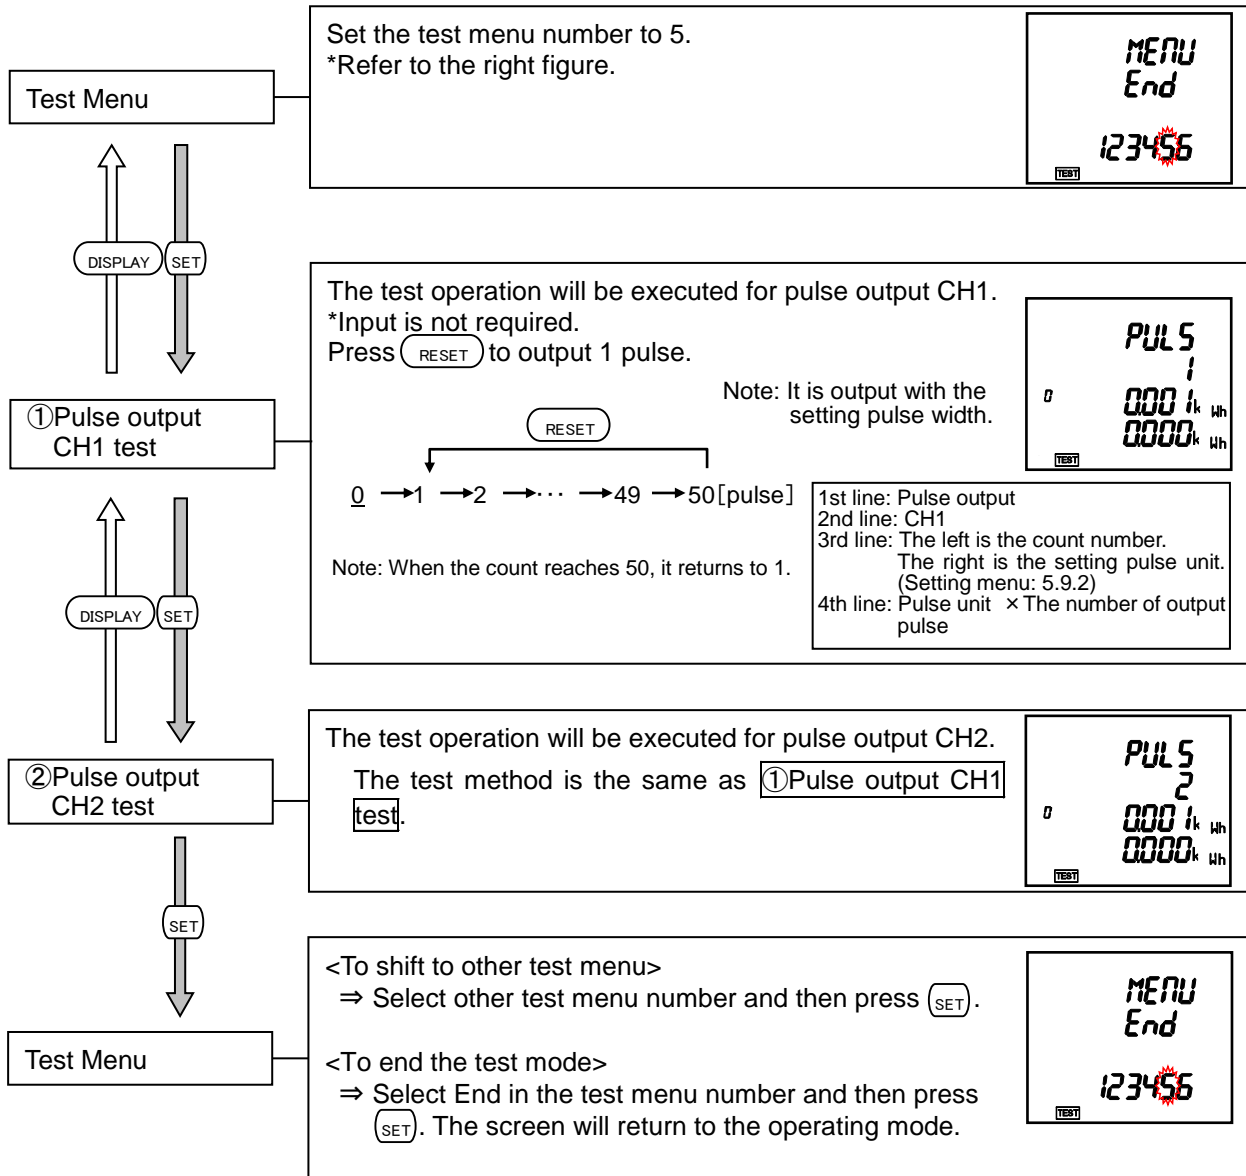 Test Menu
Set the test menu number to 5.
*Refer to the right figure.
MENU
End
123456
TEST
DISPLAY
SET
①Pulse output
CH1 test
The test operation will be executed for pulse output CH1.
*Input is not required.
Press RESET to output 1 pulse.
Note: It is output with the
setting pulse width.
RESET
0 →1 →2 →··· →49 →50[pulse]
Note: When the count reaches 50, it returns to 1.
PULS
1
0 0.001k Wh
0.000k Wh
TEST
1st line: Pulse output
2nd line: CH1
3rd line: The left is the count number.
The right is the setting pulse unit.
(Setting menu: 5.9.2)
4th line: Pulse unit ×The number of output
pulse
DISPLAY
SET
②Pulse output
CH2 test
The test operation will be executed for pulse output CH2.
The test method is the same as ①Pulse output CH1
test.
PULS
2
0 0.001k Wh
0.000k Wh
TEST
SET
Test Menu
<To shift to other test menu>
⇒ Select other test menu number and then press SET.
<To end the test mode>
⇒ Select End in the test menu number and then press
SET. The screen will return to the operating mode.
MENU
End
123456
TEST